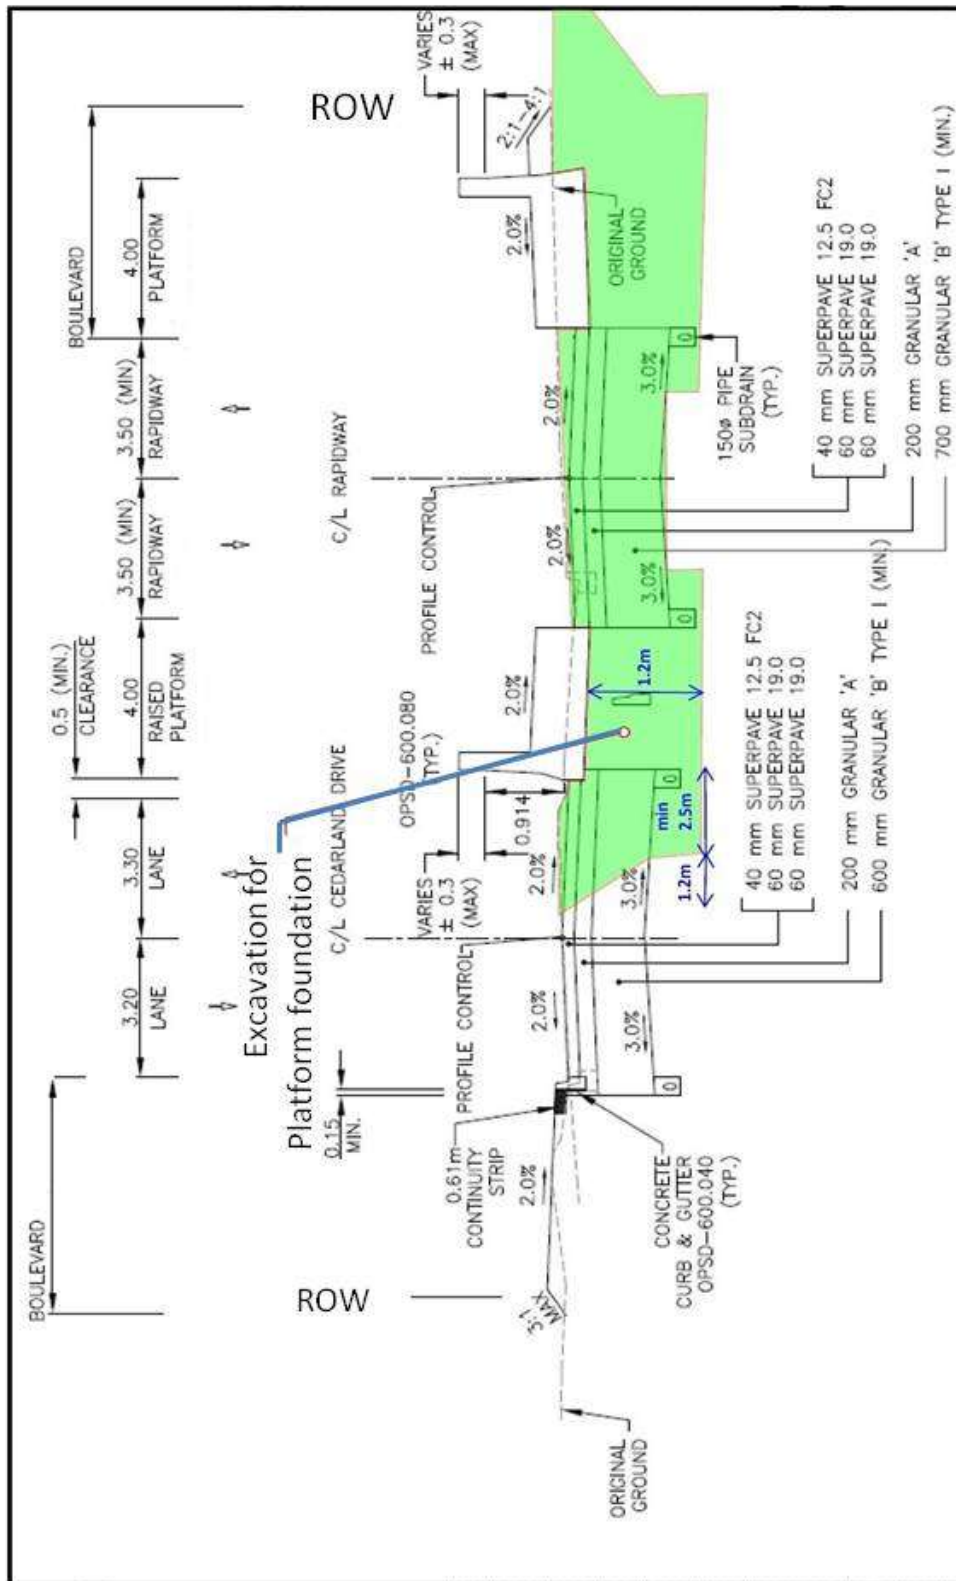 BOULEVARD
ROW
ROW
BOULEVARD
3.20
LANE
3.30
LANE
0.5 (MIN.)
CLEARANCE
4.00
RAISED
PLATFORM
3.50 (MIN)
RAPIDWAY
3.50 (MIN)
RAPIDWAY
4.00
PLATFORM
Excavation for
Platform foundation
C/L CEDARLAND DRIVE
C/L RAPIDWAY
0.15
MIN.
0.61m
CONTINUITY
STRIP
PROFILE CONTROL
VARIES
± 0.3
(MAX)
0.914
OPSD-600.080
TYP.)
PROFILE CONTROL
VARIES
± 0.3
(MAX)
3:1
MAX
2.0%
2.0%
2.0%
2.0%
2.0%
2.0%
2.0%
2:1-4:1
ORIGINAL
GROUND
ORIGINAL
GROUND
3.0%
3.0%
3.0%
3.0%
1.2m
min
2.5m
1.2m
CONCRETE
CURB & GUTTER
OPSD-600.040
(TYP.)
150ø PIPE
SUBDRAIN
(TYP.)
40 mm SUPERPAVE 12.5 FC2
60 mm SUPERPAVE 19.0
60 mm SUPERPAVE 19.0
200 mm GRANULAR 'A'
600 mm GRANULAR 'B' TYPE I (MIN.)
40 mm SUPERPAVE 12.5 FC2
60 mm SUPERPAVE 19.0
60 mm SUPERPAVE 19.0
200 mm GRANULAR 'A'
700 mm GRANULAR 'B' TYPE I (MIN.)